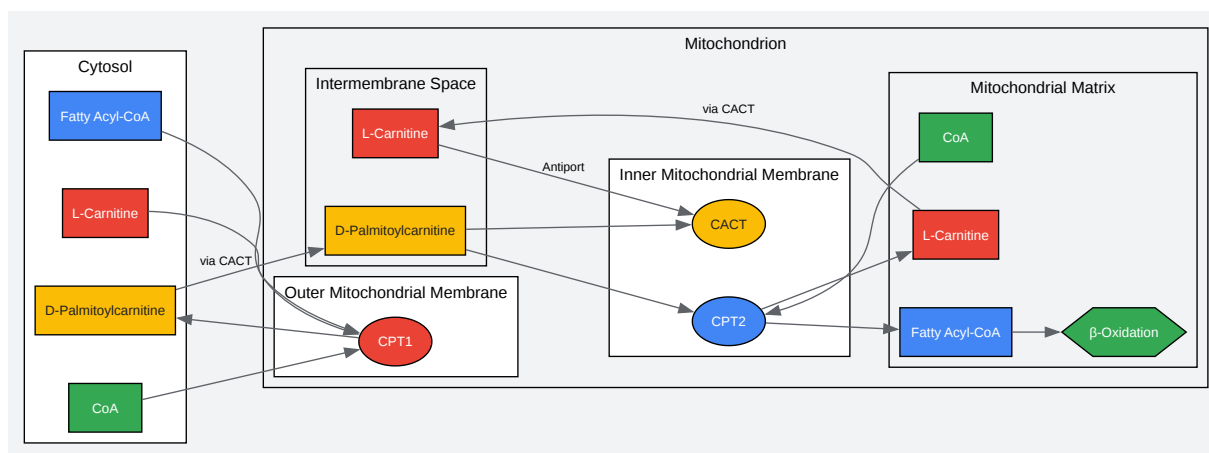 Mitochondrion
Cytosol
Fatty Acyl-CoA
L-Carnitine
D-Palmitoylcarnitine
CoA
via CACT
Intermembrane Space
L-Carnitine
D-Palmitoylcarnitine
Outer Mitochondrial Membrane
CPT1
Antiport
via CACT
Inner Mitochondrial Membrane
CACT
CPT2
Mitochondrial Matrix
CoA
L-Carnitine
Fatty Acyl-CoA
β-Oxidation